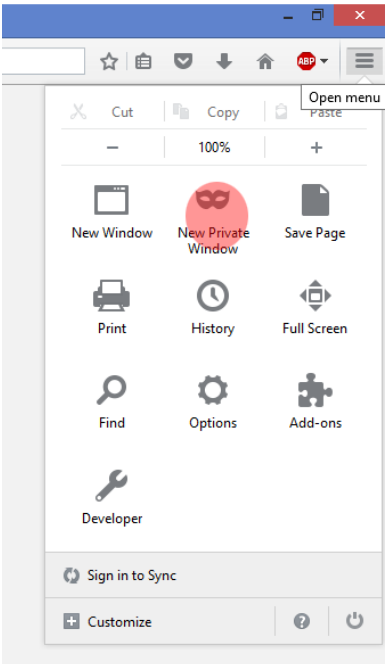 ABP
Open menu
Cut Copy Paste
− 100% +
New Window New Private Window Save Page
Print History Full Screen
Find Options Add-ons
Developer
Sign in to Sync
Customize